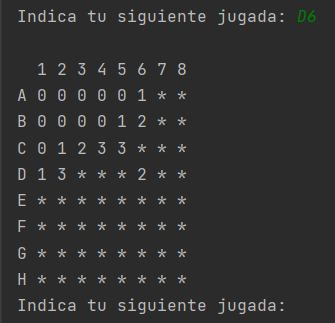 Indica tu siguiente jugada: D6
1 2 3 4 5 6 7 8
A 0 0 0 0 0 1 * *
B 0 0 0 0 1 2 * *
C 0 1 2 3 3 * * *
D 1 3 * * * 2 * *
E * * * * * * * *
F * * * * * * * *
G * * * * * * * *
H * * * * * * * *
Indica tu siguiente jugada: